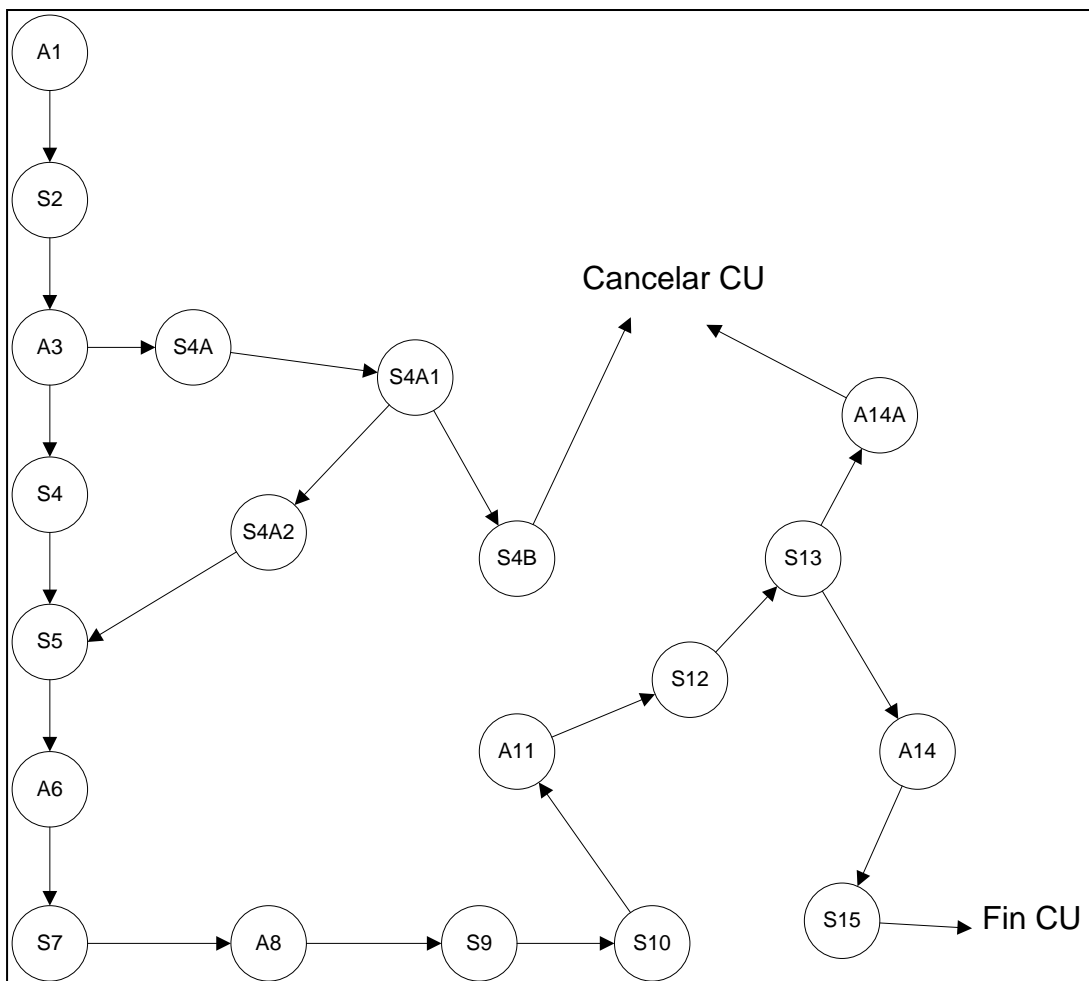 A1
S2
Cancelar CU
A3
S4A
S4A1
A14A
S4
S4A2
S4B
S13
S5
S12
A11
A14
A6
S15
Fin CU
S7
A8
S9
S10